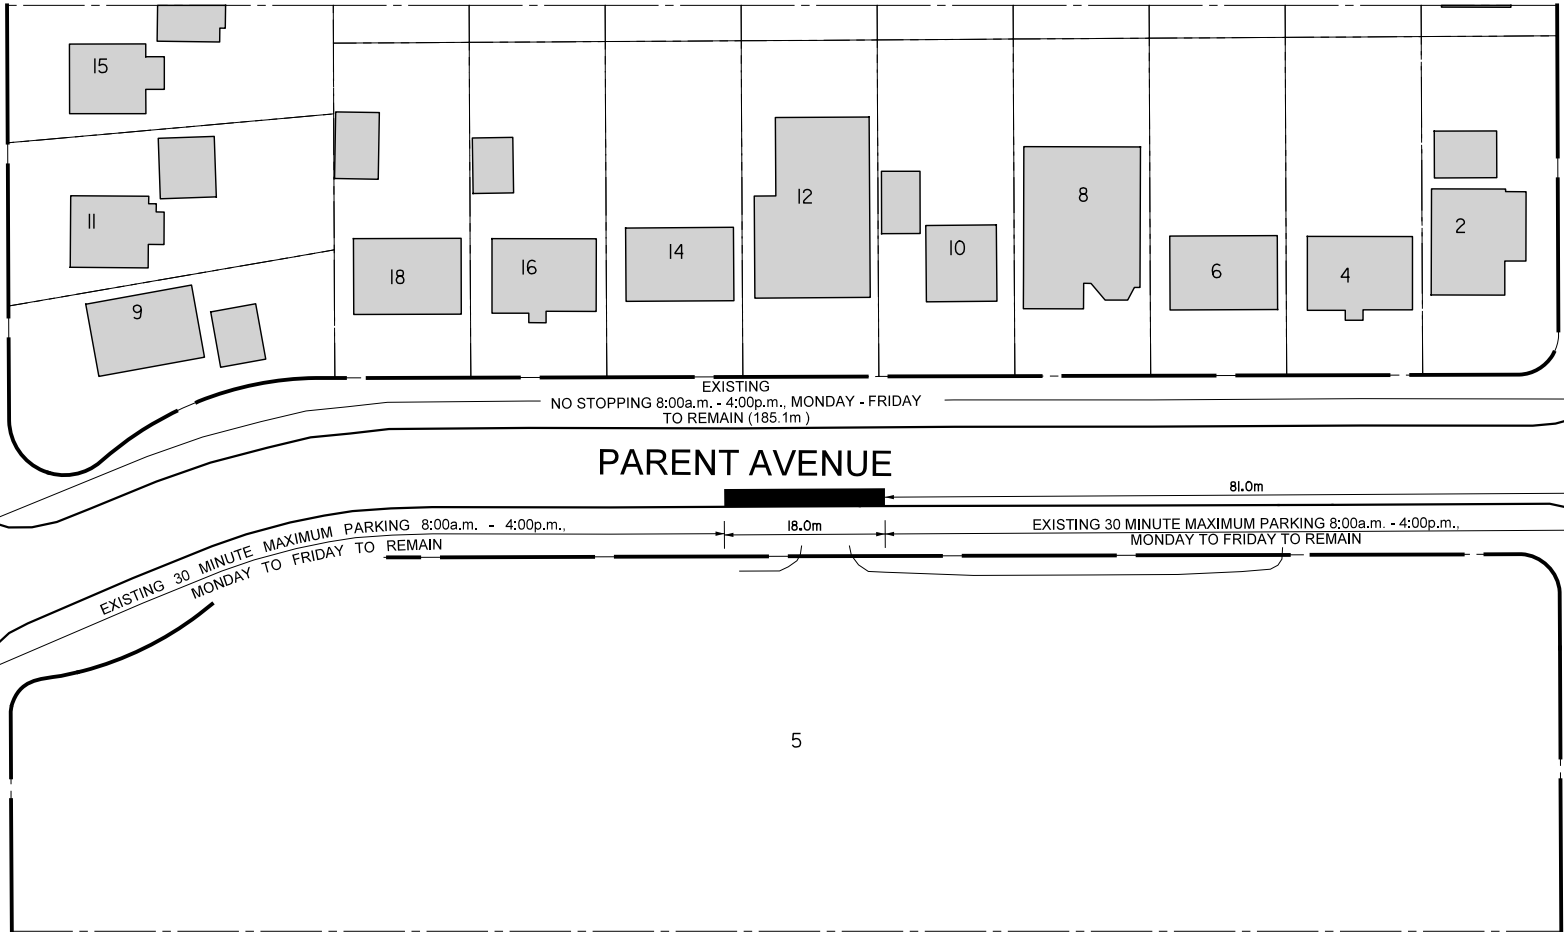 15
11
9
18
16
14
12
10
8
6
4
2
EXISTING
NO STOPPING 8:00a.m. - 4:00p.m., MONDAY - FRIDAY
TO REMAIN (185.1m )
PARENT AVENUE
81.0m
18.0m
EXISTING 30 MINUTE MAXIMUM PARKING 8:00a.m. - 4:00p.m.,
MONDAY TO FRIDAY TO REMAIN
EXISTING 30 MINUTE MAXIMUM PARKING 8:00a.m. - 4:00p.m.,
MONDAY TO FRIDAY TO REMAIN
5